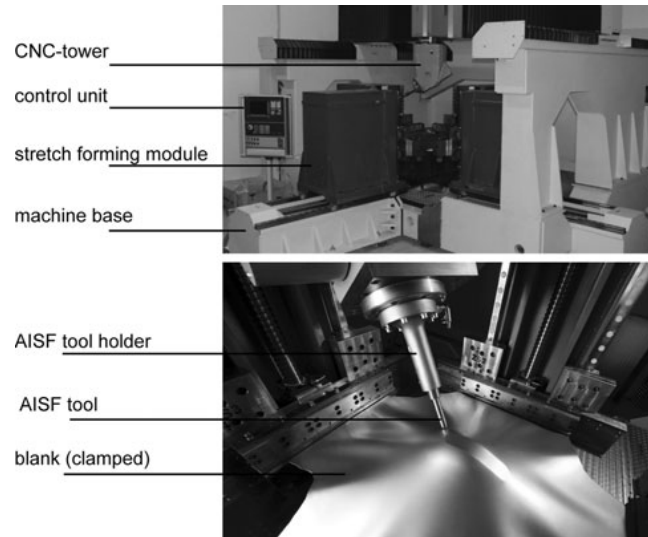 CNC-tower
control unit
stretch forming module
machine base
AISF tool holder
AISF tool
blank (clamped)